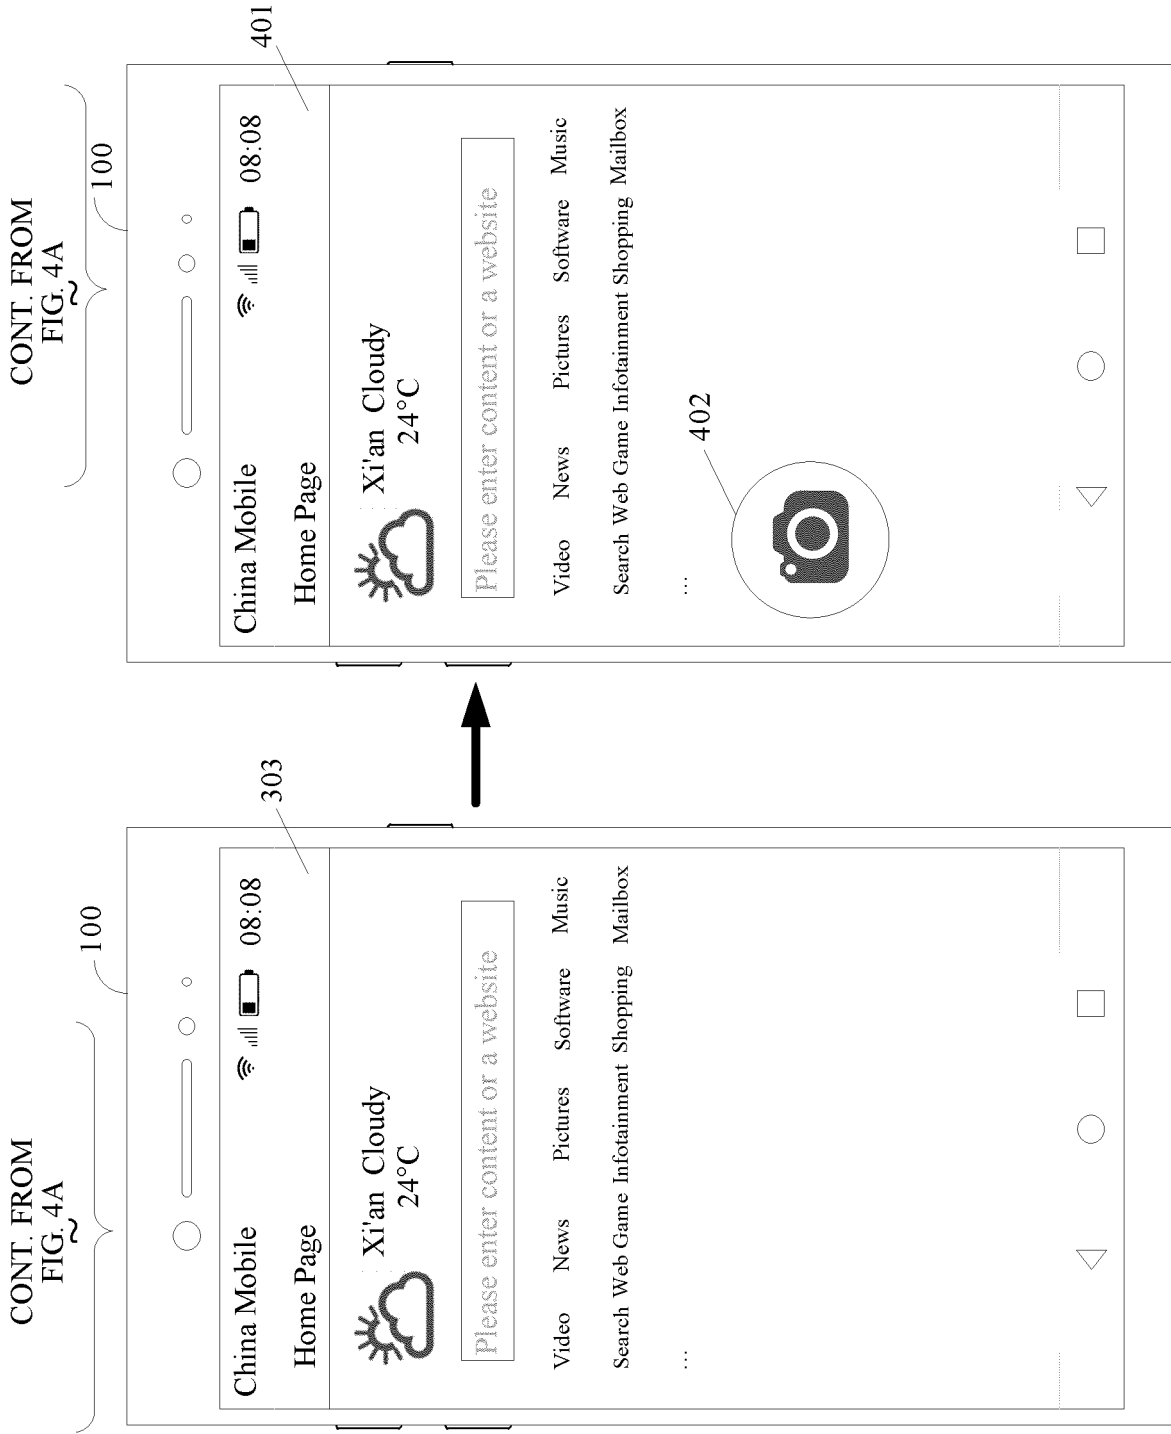 CONT. FROM
FIG. 4A
100
China Mobile 08:08
Home Page
303
Xi'an Cloudy
24°C
Please enter content or a website
Video News Pictures Software Music
Search Web Game Infotainment Shopping Mailbox
...
CONT. FROM
FIG. 4A
100
China Mobile 08:08
Home Page
401
Xi'an Cloudy
24°C
Please enter content or a website
Video News Pictures Software Music
Search Web Game Infotainment Shopping Mailbox
...
402